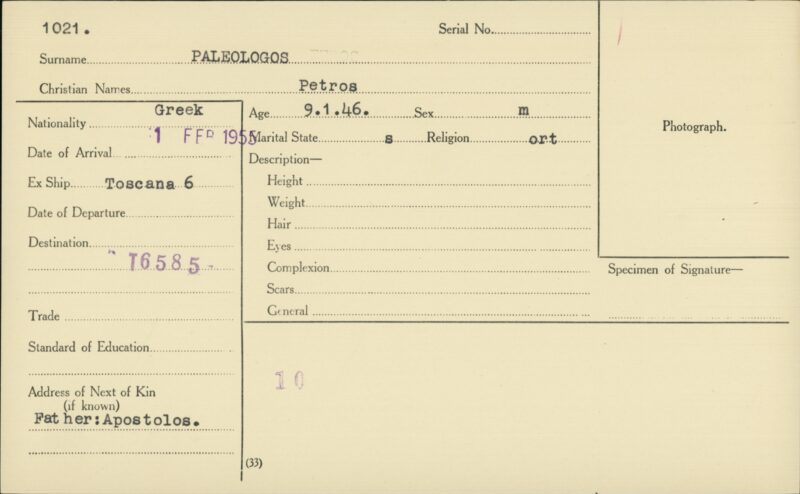 1021. Serial No.
Surname PALEOLOGOS
Christian Names Petros
Nationality Greek
Date of Arrival 1 FEB 1955
Ex Ship Toscana 6
Date of Departure
Destination
T6585
Trade
Standard of Education
Address of Next of Kin
(if known)
Father:Apostolos.
Age 9.1.46. Sex m
Marital State s Religion ort
Description—
Height
Weight
Hair
Eyes
Complexion
Scars
General
10
(33)
Photograph.
Specimen of Signature—